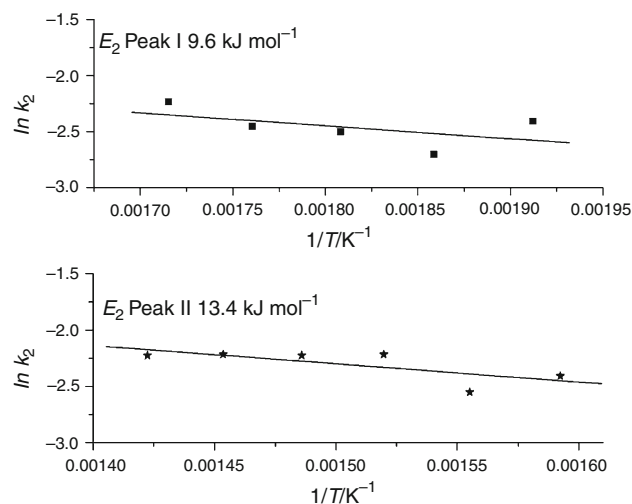 −1.5
E₂ Peak I 9.6 kJ mol⁻¹
−2.0
ln k₂
−2.5
−3.0
0.00170 0.00175 0.00180 0.00185 0.00190 0.00195
1/T/K⁻¹
−1.5
E₂ Peak II 13.4 kJ mol⁻¹
−2.0
ln k₂
−2.5
−3.0
0.00140 0.00145 0.00150 0.00155 0.00160
1/T/K⁻¹